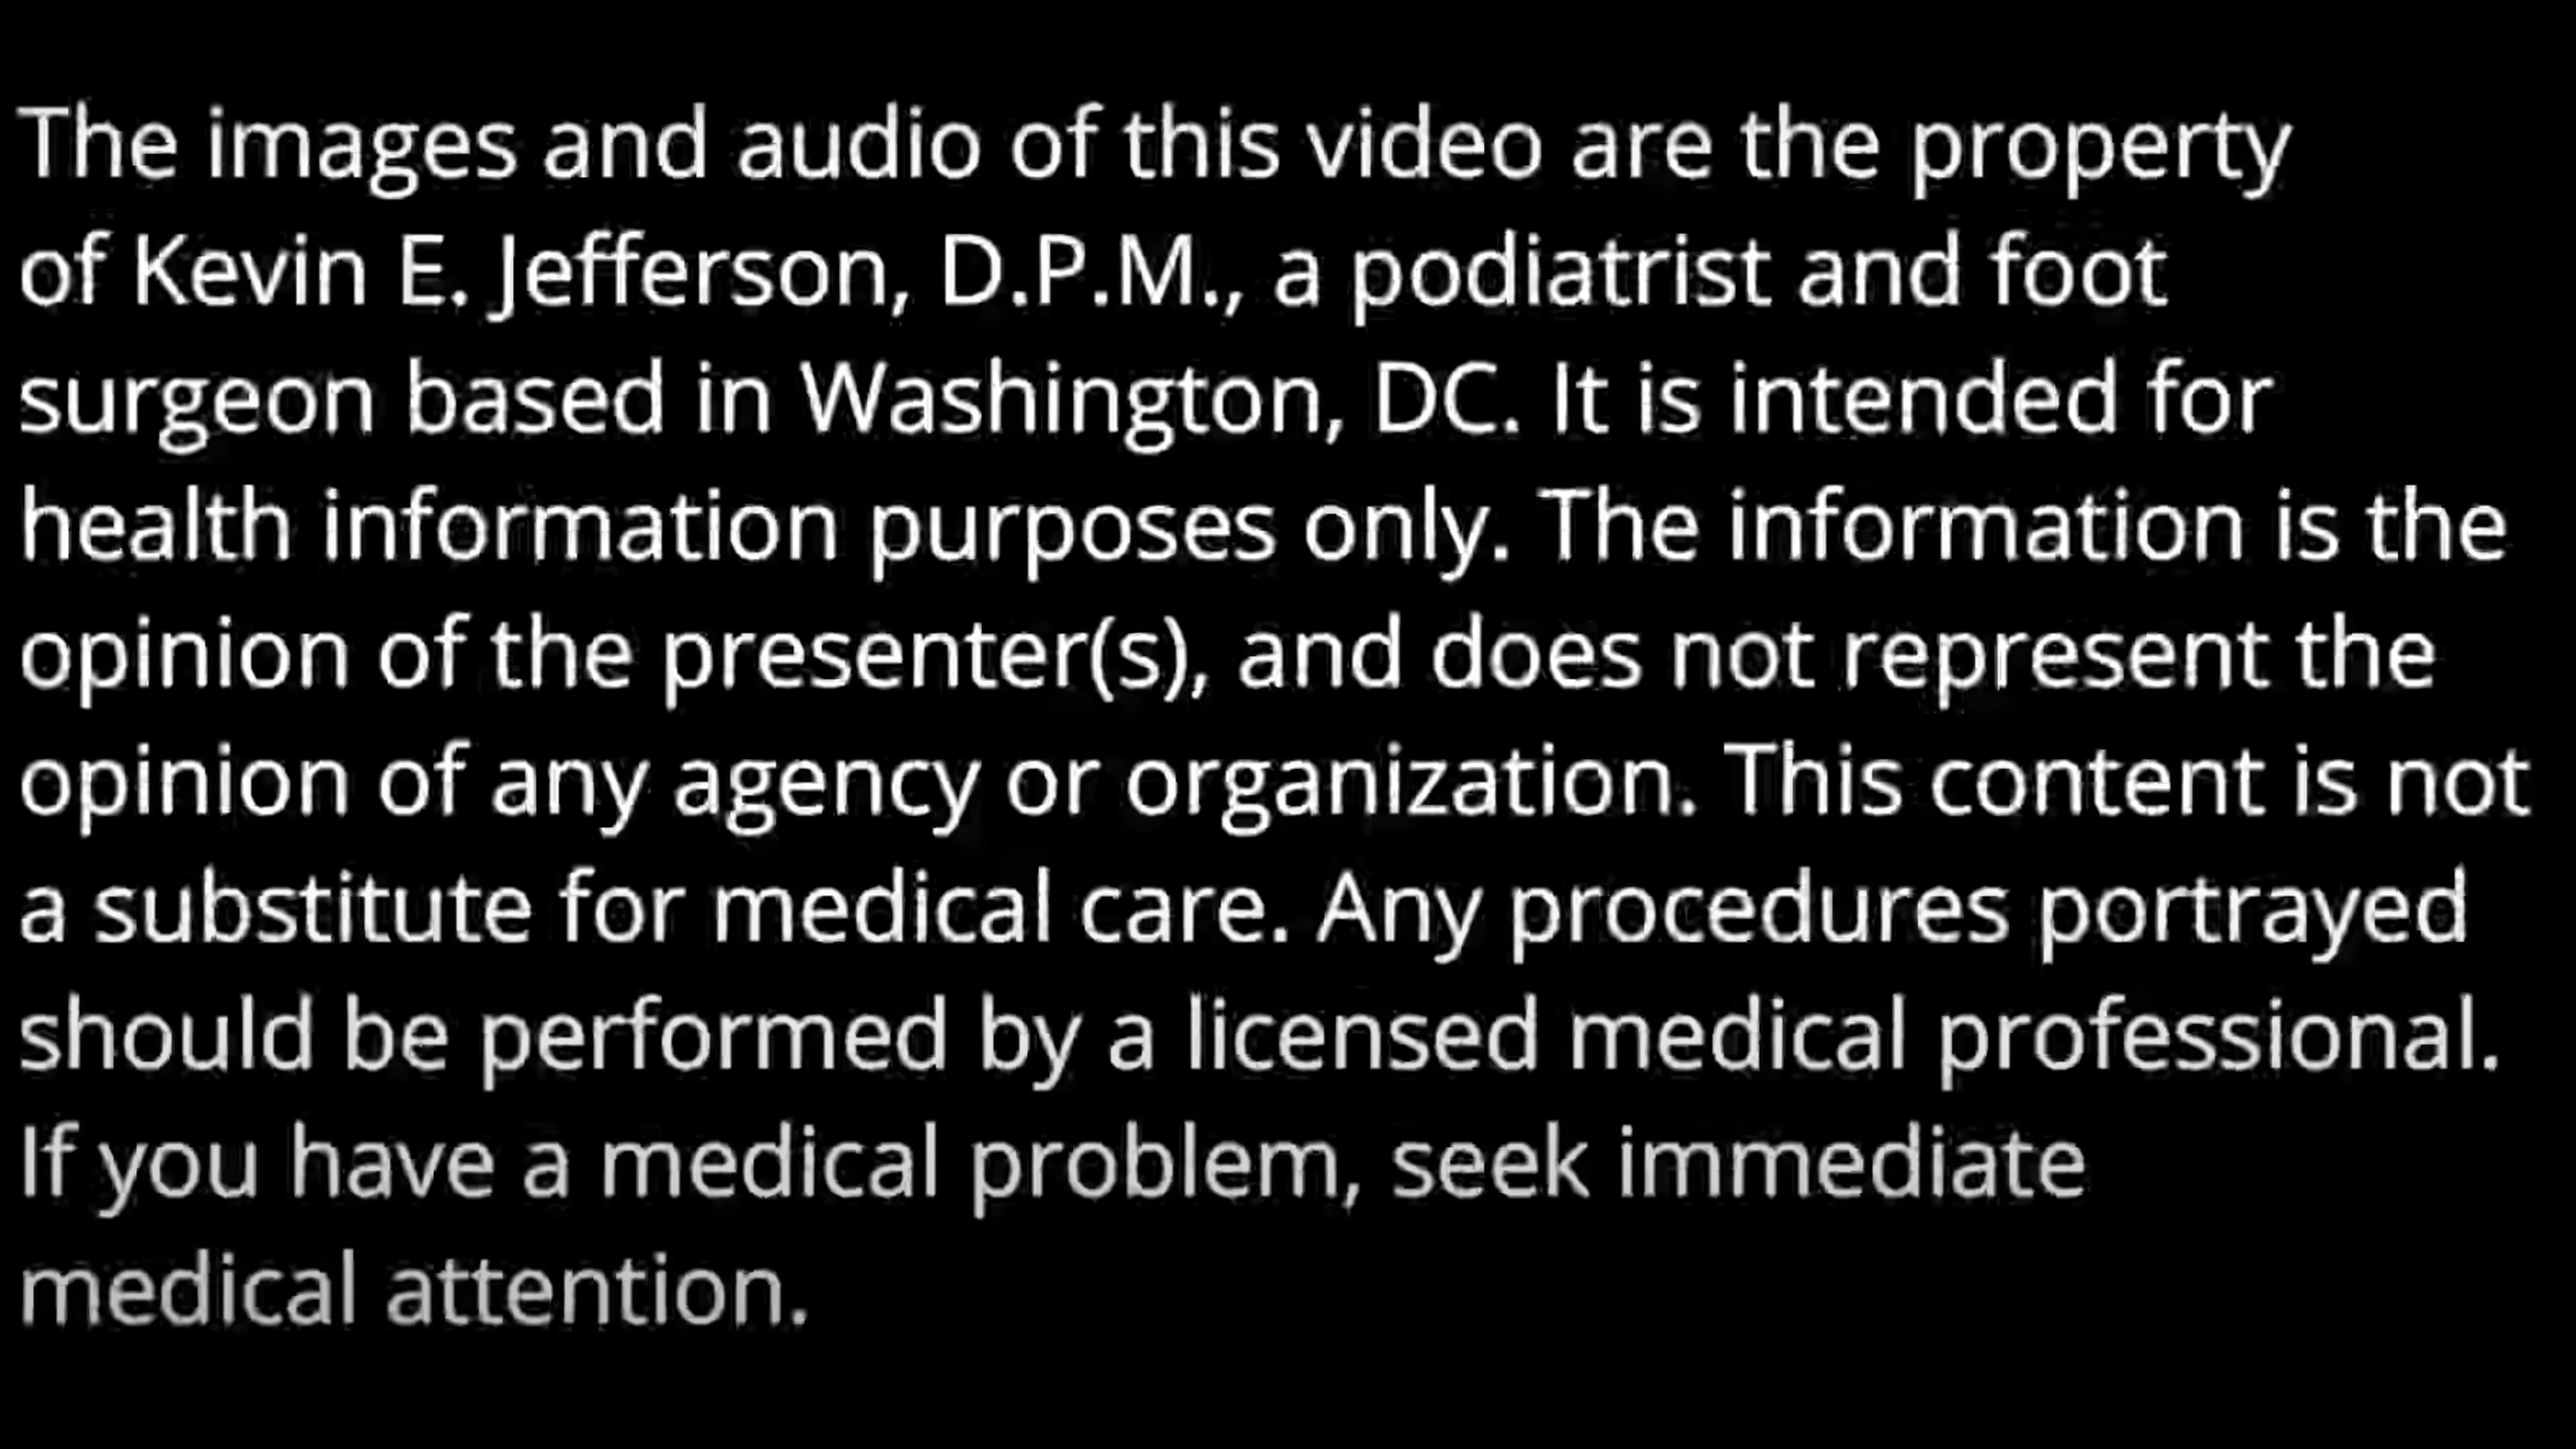 The images and audio of this video are the property
of Kevin E. Jefferson, D.P.M., a podiatrist and foot
surgeon based in Washington, DC. It is intended for
health information purposes only. The information is the
opinion of the presenter(s), and does not represent the
opinion of any agency or organization. This content is not
a substitute for medical care. Any procedures portrayed
should be performed by a licensed medical professional.
If you have a medical problem, seek immediate
medical attention.